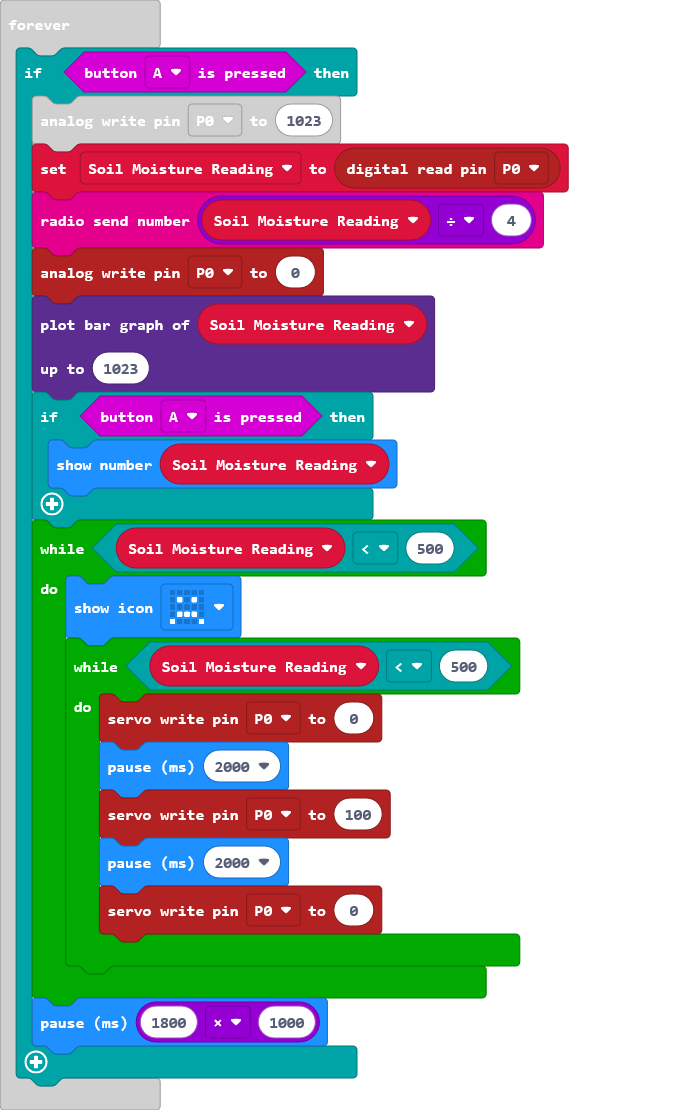 forever
if button A is pressed then
analog write pin P0 to 1023
set Soil Moisture Reading to digital read pin P0
radio send number Soil Moisture Reading ÷ 4
analog write pin P0 to 0
plot bar graph of Soil Moisture Reading
up to 1023
if button A is pressed then
show number Soil Moisture Reading
while Soil Moisture Reading < 500
do
show icon
while Soil Moisture Reading < 500
do
servo write pin P0 to 0
pause (ms) 2000
servo write pin P0 to 100
pause (ms) 2000
servo write pin P0 to 0
pause (ms) 1800 × 1000